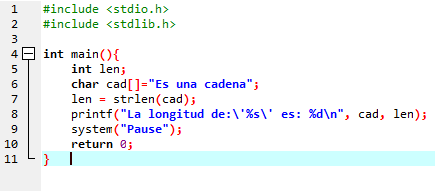 1 #include <stdio.h>
2 #include <stdlib.h>
3
4 int main(){
5 int len;
6 char cad[]="Es una cadena";
7 len = strlen(cad);
8 printf("La longitud de:\'%s\' es: %d\n", cad, len);
9 system("Pause");
10 return 0;
11 }